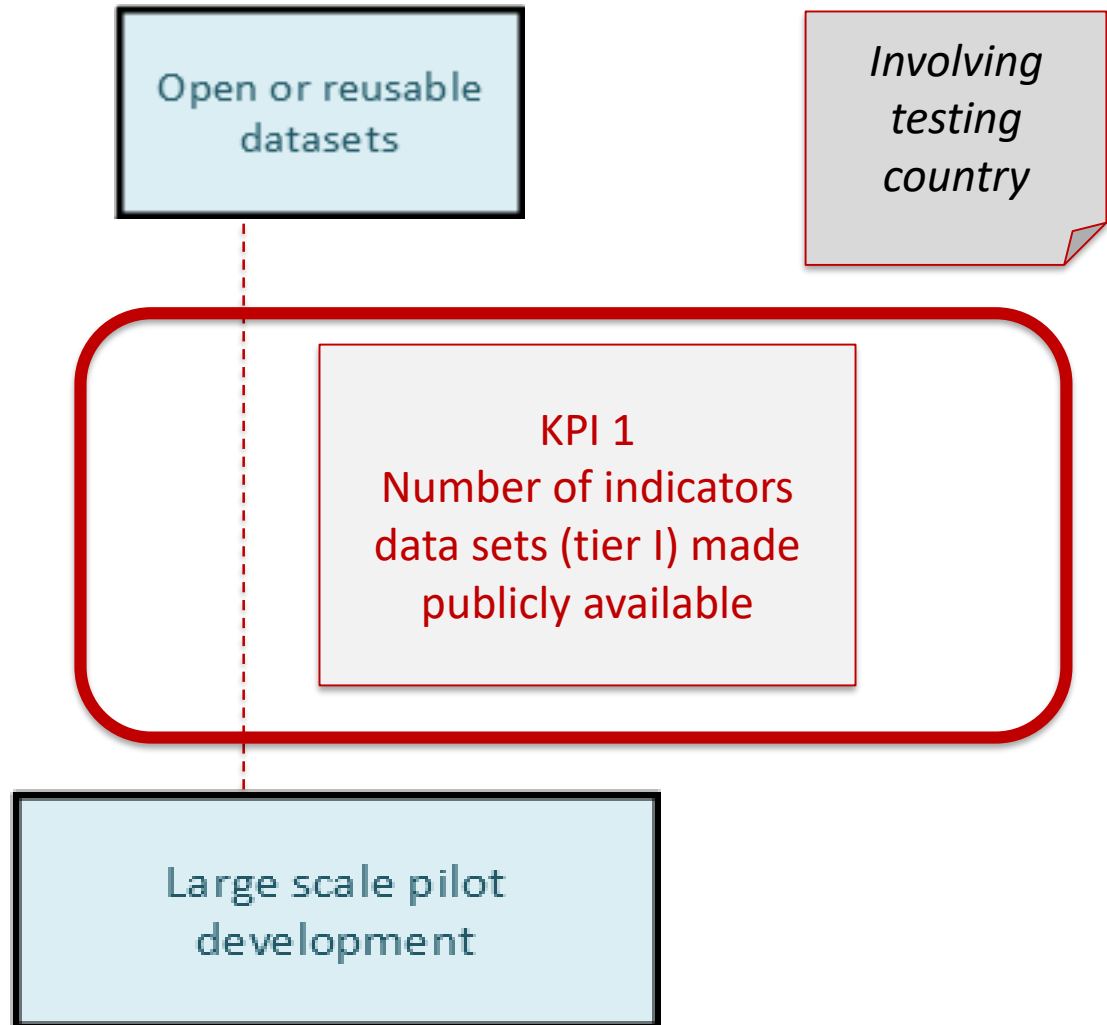 Open or reusable
datasets
Involving
testing
country
KPI 1
Number of indicators
data sets (tier I) made
publicly available
Large scale pilot
development